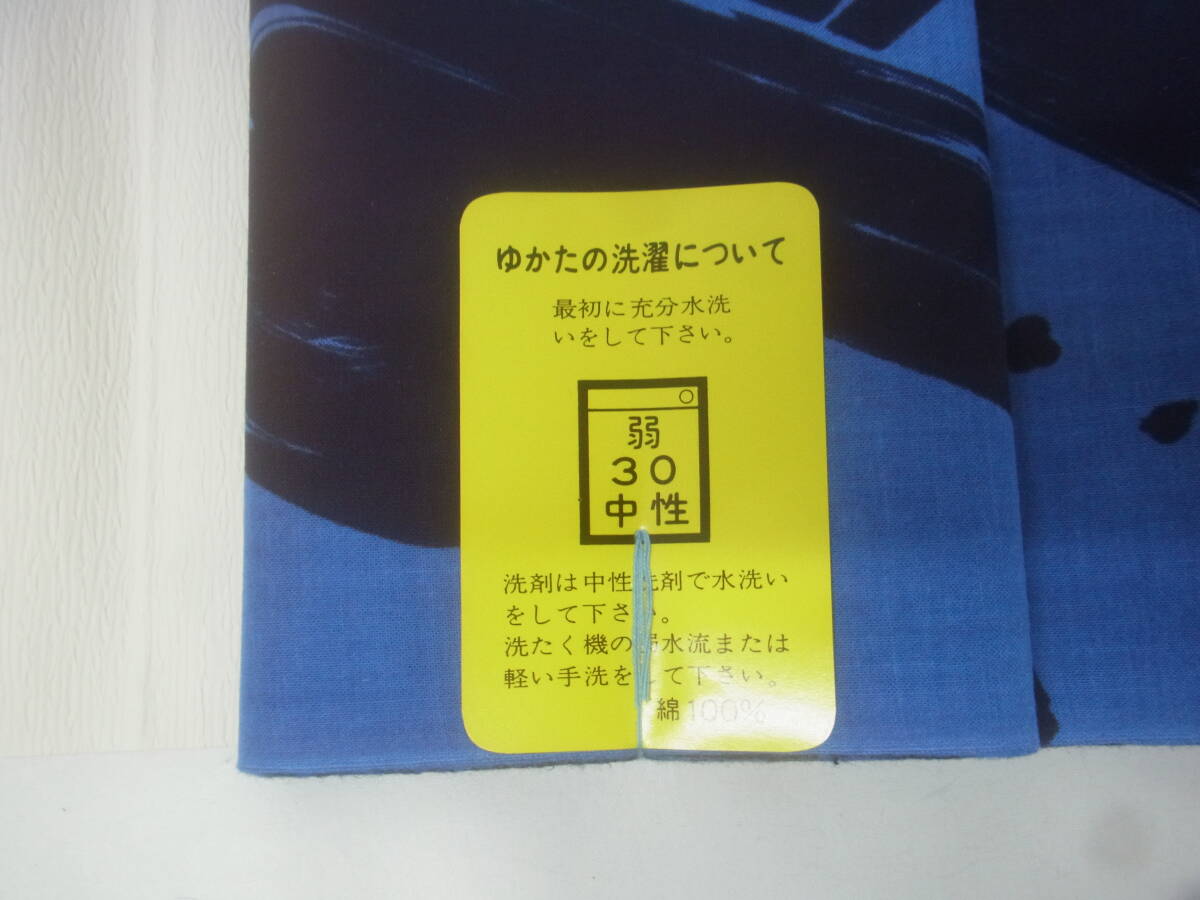 ゆかたの洗濯について
最初に充分水洗
いをして下さい。
弱
30
中性
洗剤は中性洗剤で水洗い
をして下さい。
洗たく機の弱水流または
軽い手洗をして下さい。
綿100%